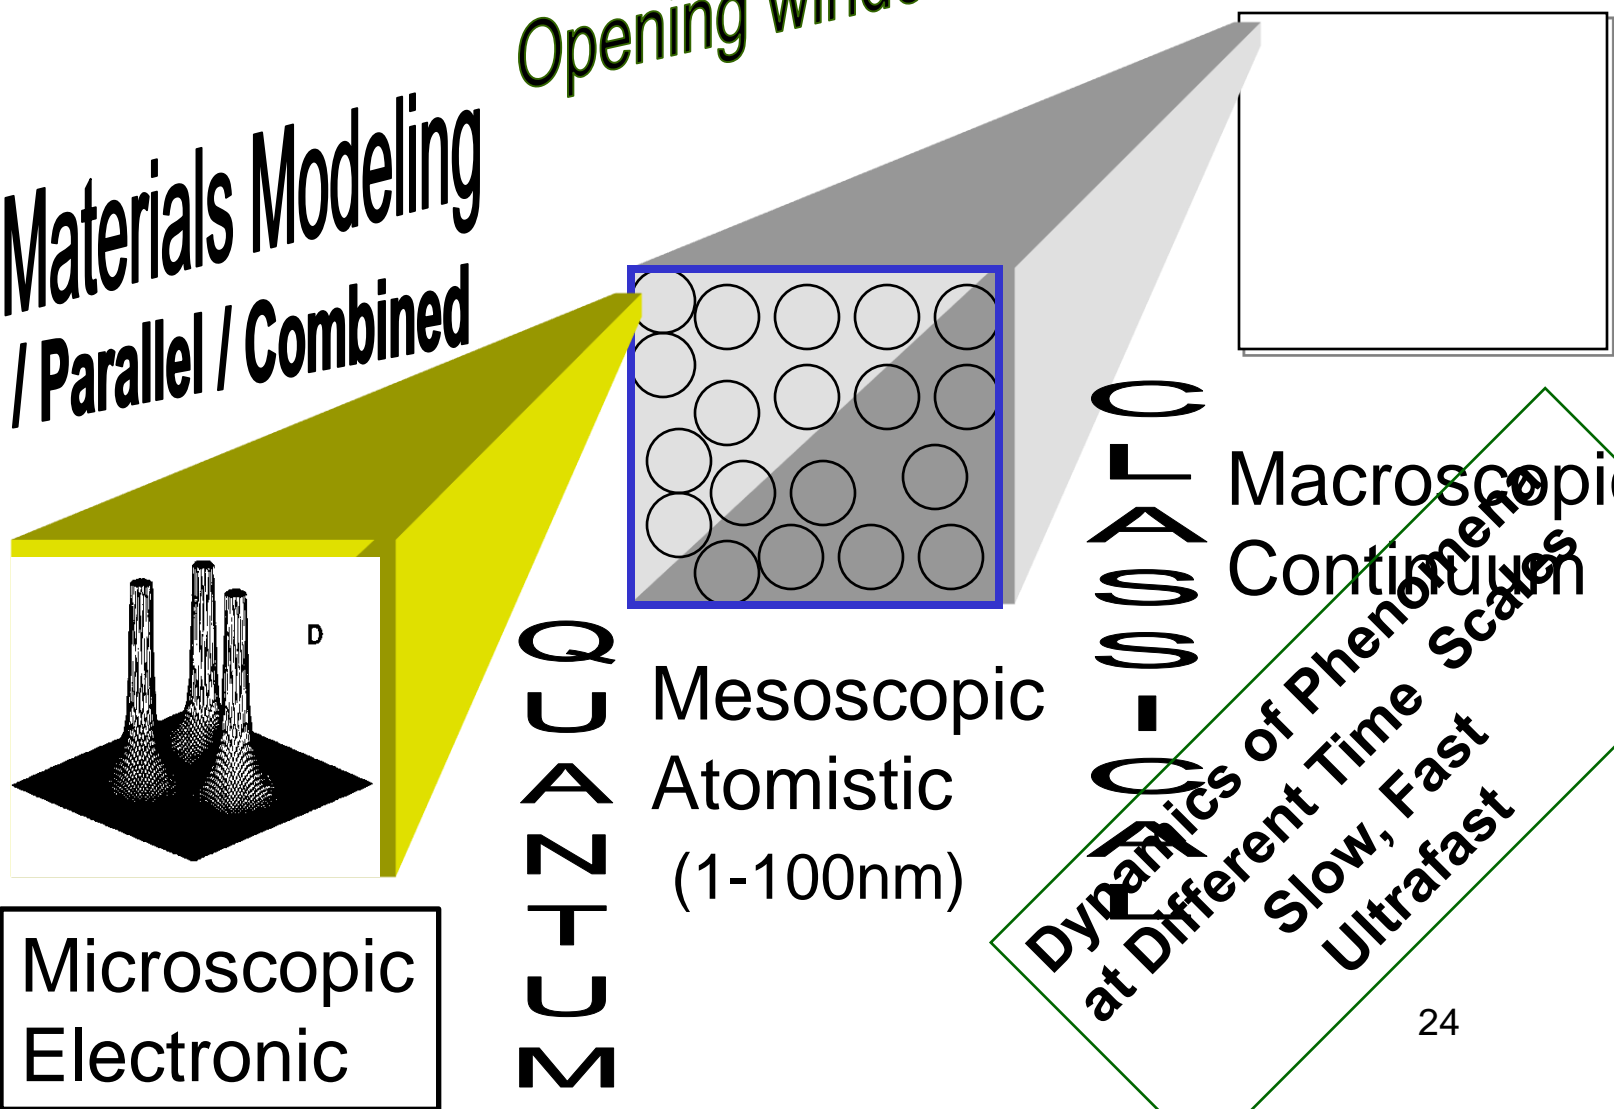 Opening
Materials Modeling
/ Parallel / Combined
D
QUANTUM
Microscopic
Electronic
Mesoscopic
Atomistic
(1-100nm)
CLASSICAL
Macroscopic
Continuum
Dynamics of Phenomena
at Different Time Scales
Slow, Fast
Ultrafast
24